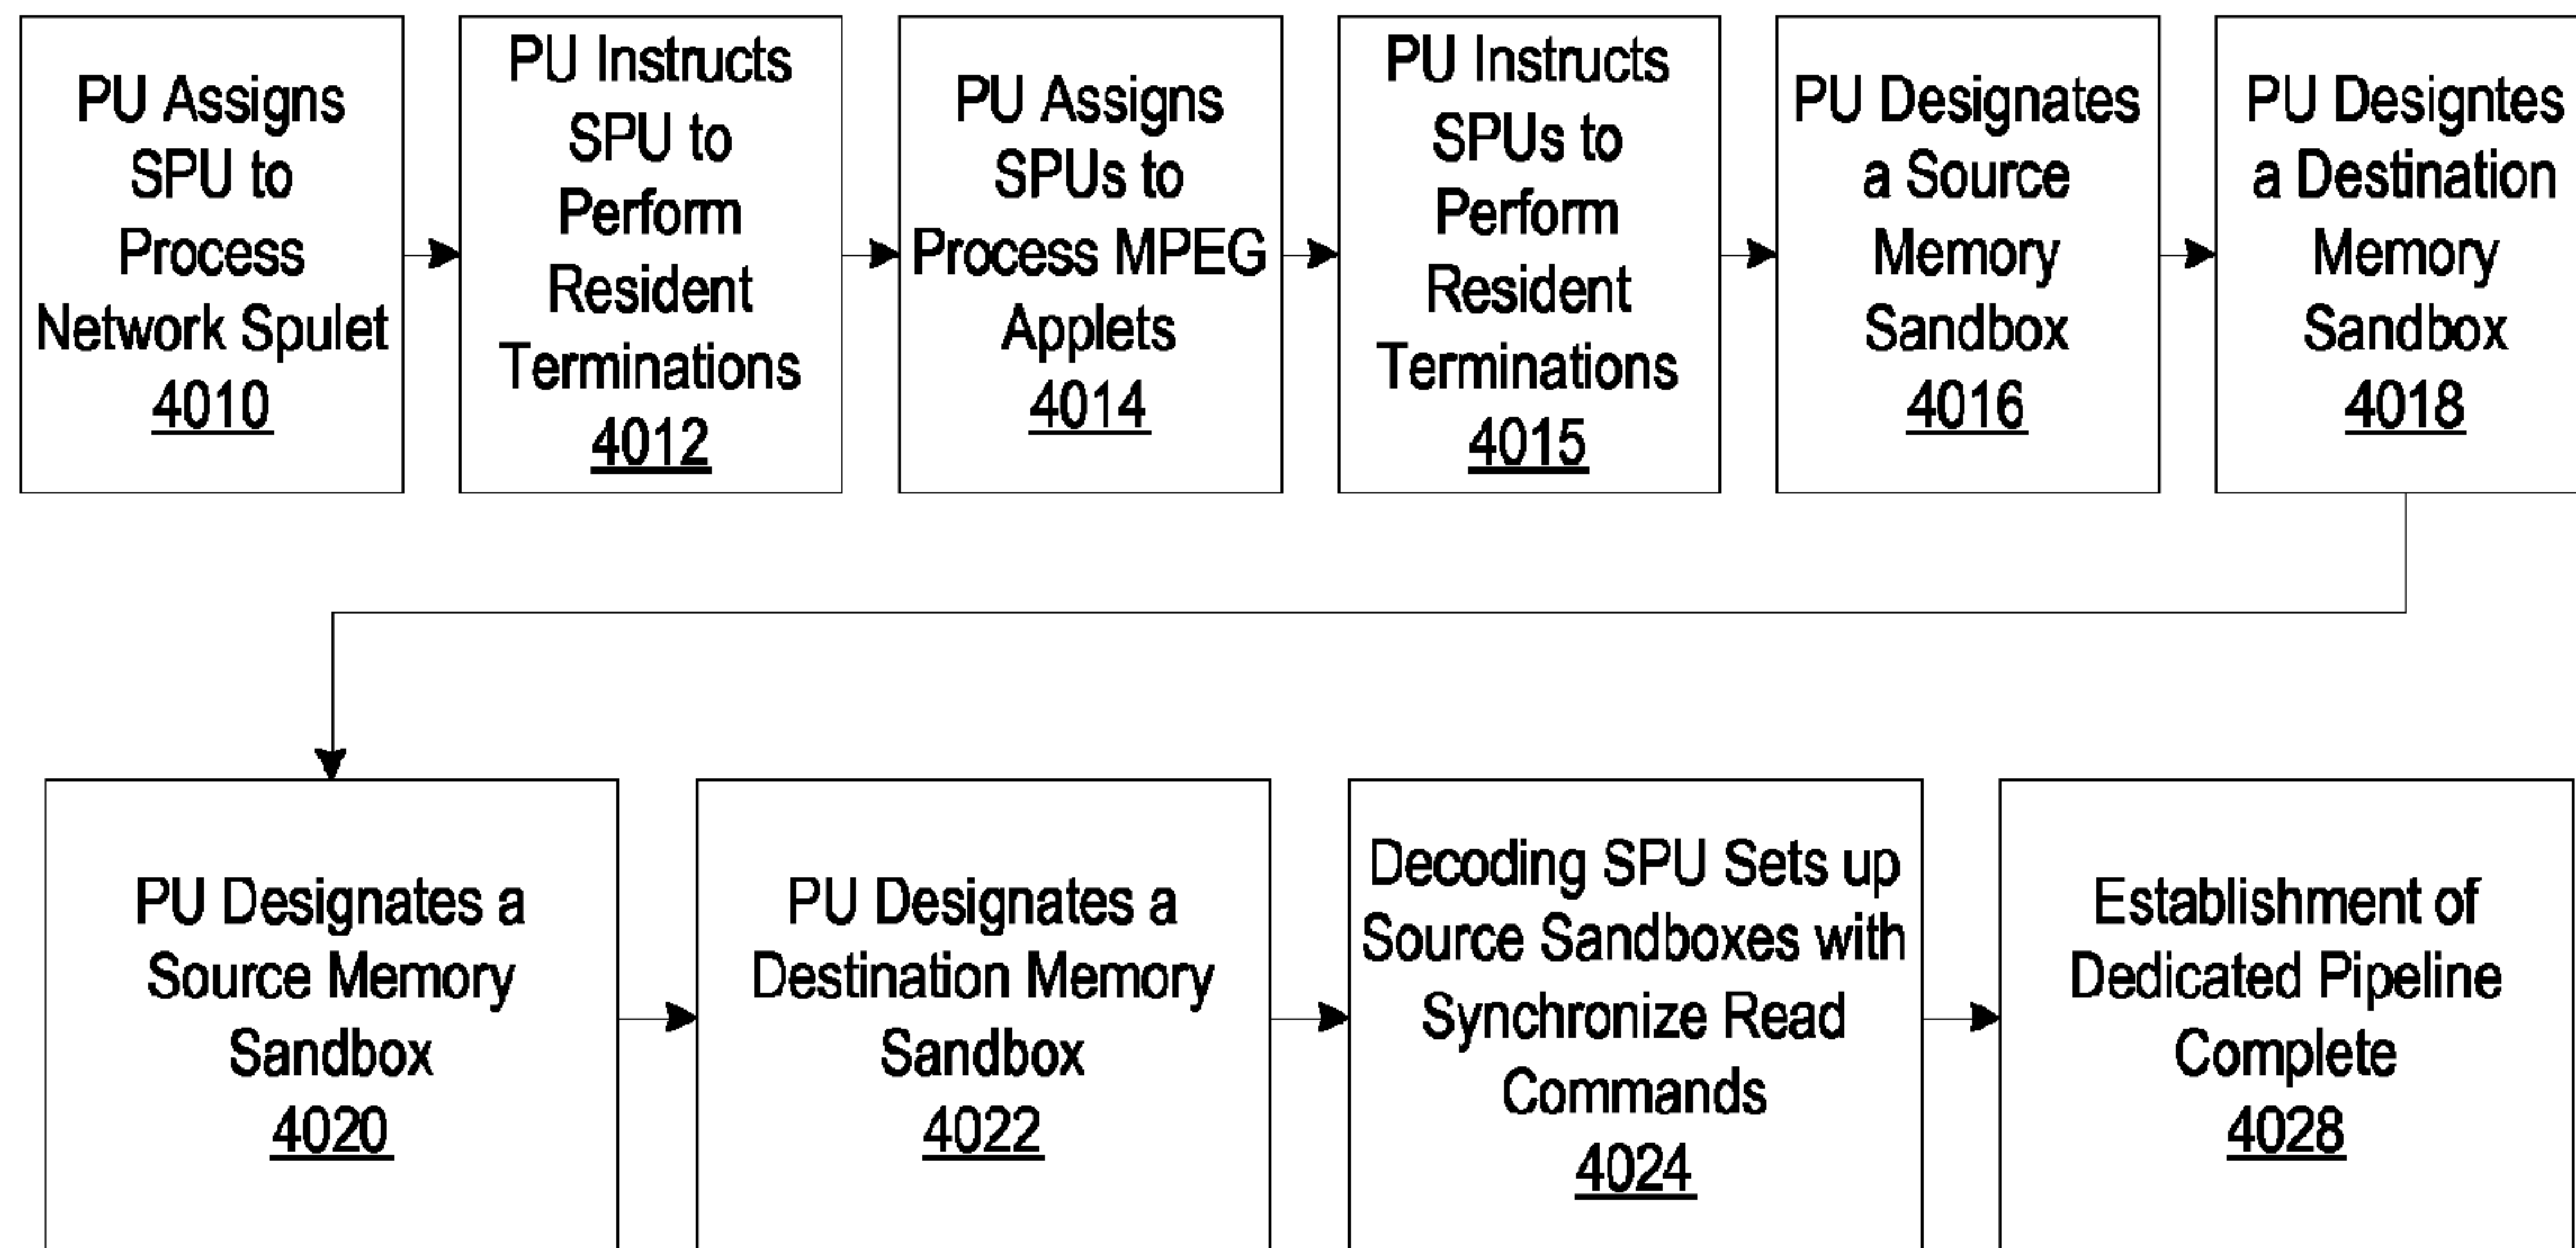 PU Assigns
SPU to
Process
Network Spulet
4010
PU Instructs
SPU to
Perform
Resident
Terminations
4012
PU Assigns
SPUs to
Process MPEG
Applets
4014
PU Instructs
SPUs to
Perform
Resident
Terminations
4015
PU Designates
a Source
Memory
Sandbox
4016
PU Designtes
a Destination
Memory
Sandbox
4018
PU Designates a
Source Memory
Sandbox
4020
PU Designates a
Destination Memory
Sandbox
4022
Decoding SPU Sets up
Source Sandboxes with
Synchronize Read
Commands
4024
Establishment of
Dedicated Pipeline
Complete
4028